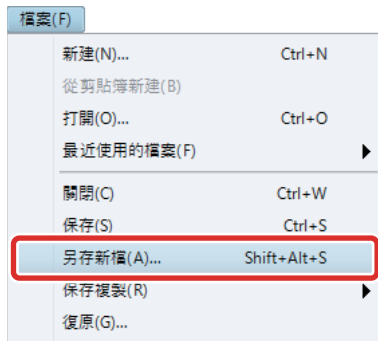 檔案(F)
新建(N)... Ctrl+N
從剪貼簿新建(B)
打開(O)... Ctrl+O
最近使用的檔案(F)
關閉(C) Ctrl+W
保存(S) Ctrl+S
另存新檔(A)... Shift+Alt+S
保存複製(R)
復原(G)...